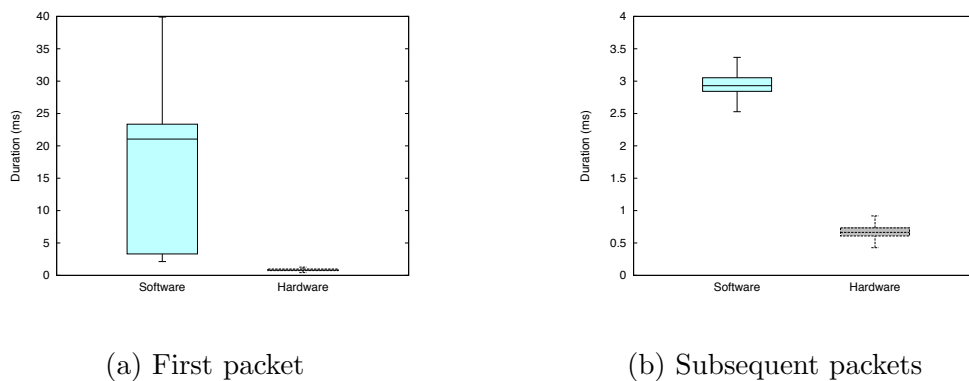 40
35
30
25
20
15
10
5
0
Duration (ms)
Software
Hardware
(a) First packet
4
3.5
3
2.5
2
1.5
1
0.5
0
Duration (ms)
Software
Hardware
(b) Subsequent packets